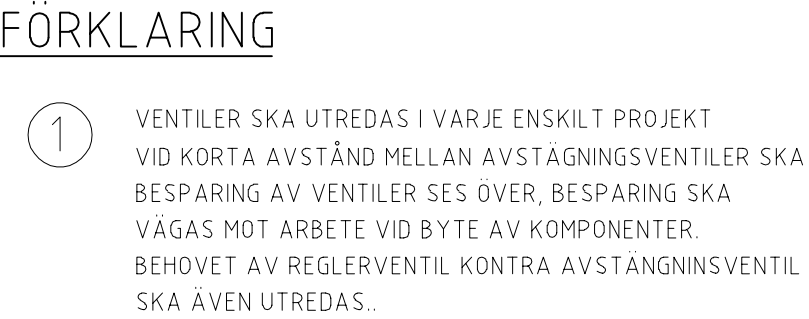 FÖRKLARING
1
VENTILER SKA UTREDAS I VARJE ENSKILT PROJEKT
VID KORTA AVSTÅND MELLAN AVSTÄGNINGSVENTILER SKA
BESPARING AV VENTILER SES ÖVER, BESPARING SKA
VÄGAS MOT ARBETE VID BYTE AV KOMPONENTER.
BEHOVET AV REGLERVENTIL KONTRA AVSTÄNGNINSVENTIL
SKA ÄVEN UTREDAS..